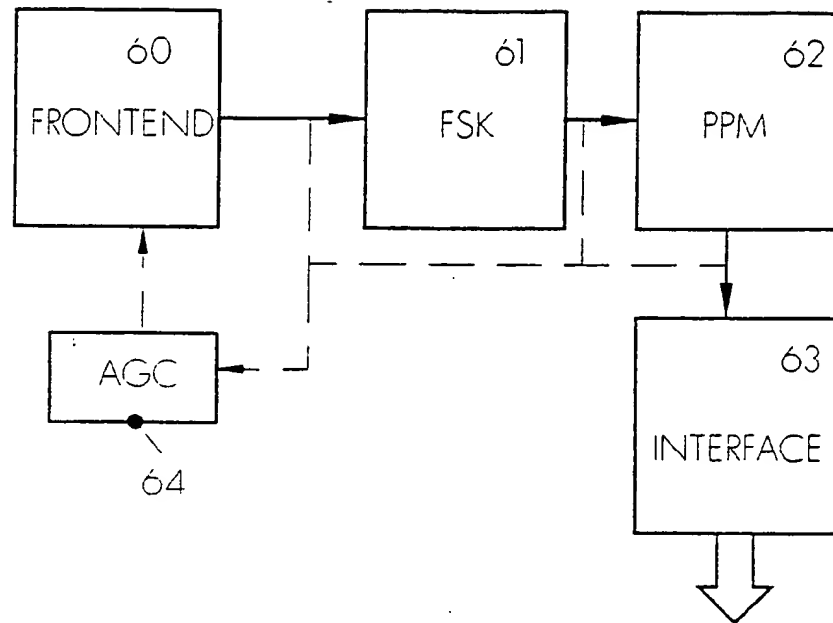 60
FRONTEND
61
FSK
62
PPM
AGC
64
63
INTERFACE